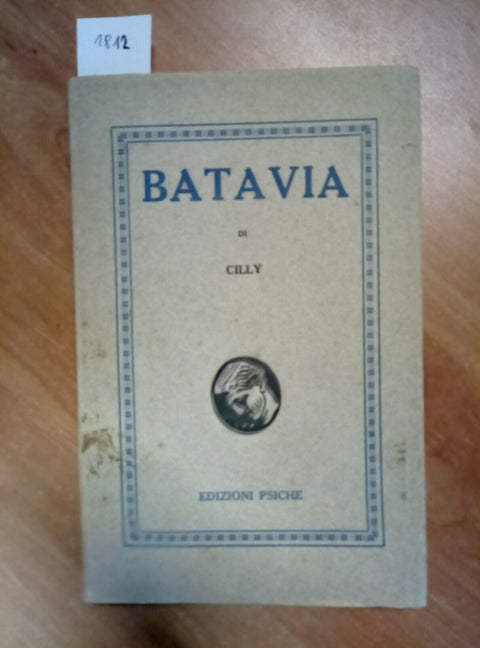 1812
BATAVIA
DI
CILLY
EDIZIONI PSICHE